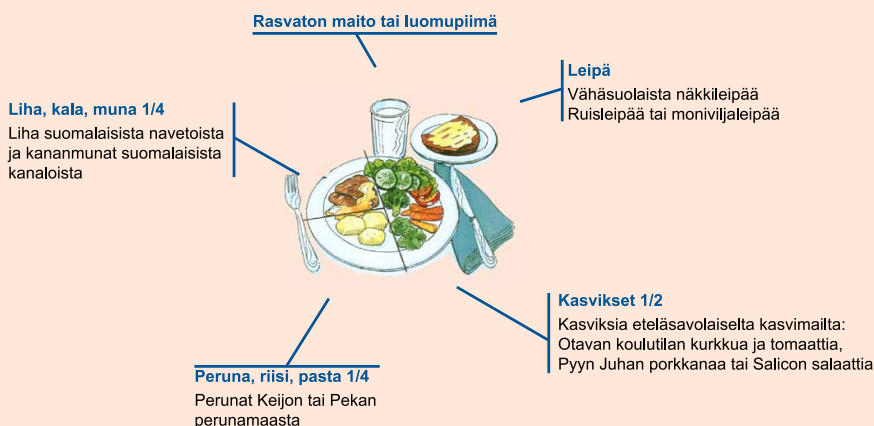 Rasvaton maito tai luomupiimä
Leipä
Vähäsuolaista näkkileipää
Ruisleipää tai moniviljaleipää
Liha, kala, muna 1/4
Liha suomalaisista navetoista
ja kananmunat suomalaisista
kanaloista
Kasvikset 1/2
Kasviksia eteläsavolaiselta kasvimailta:
Otavan koulutilan kurkkua ja tomaattia,
Pyyn Juhan porkkanaa tai Salicon salaattia
Peruna, riisi, pasta 1/4
Perunat Keijon tai Pekan
perunamaasta